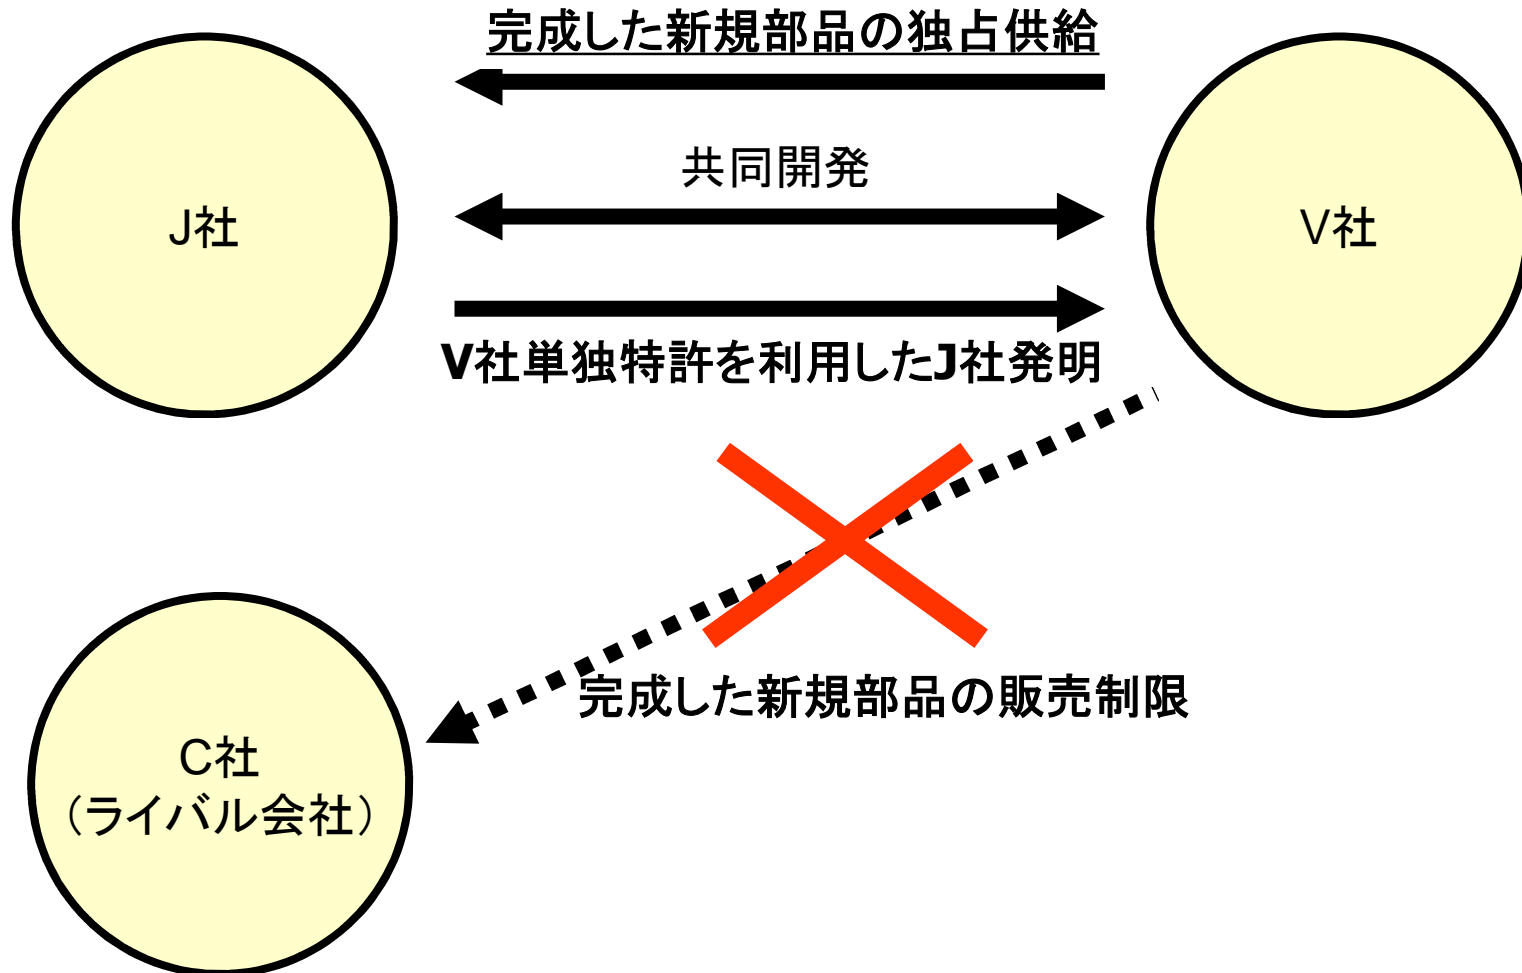 完成した新規部品の独占供給
共同開発
J社
V社
V社単独特許を利用したJ社発明
完成した新規部品の販売制限
C社
(ライバル会社)